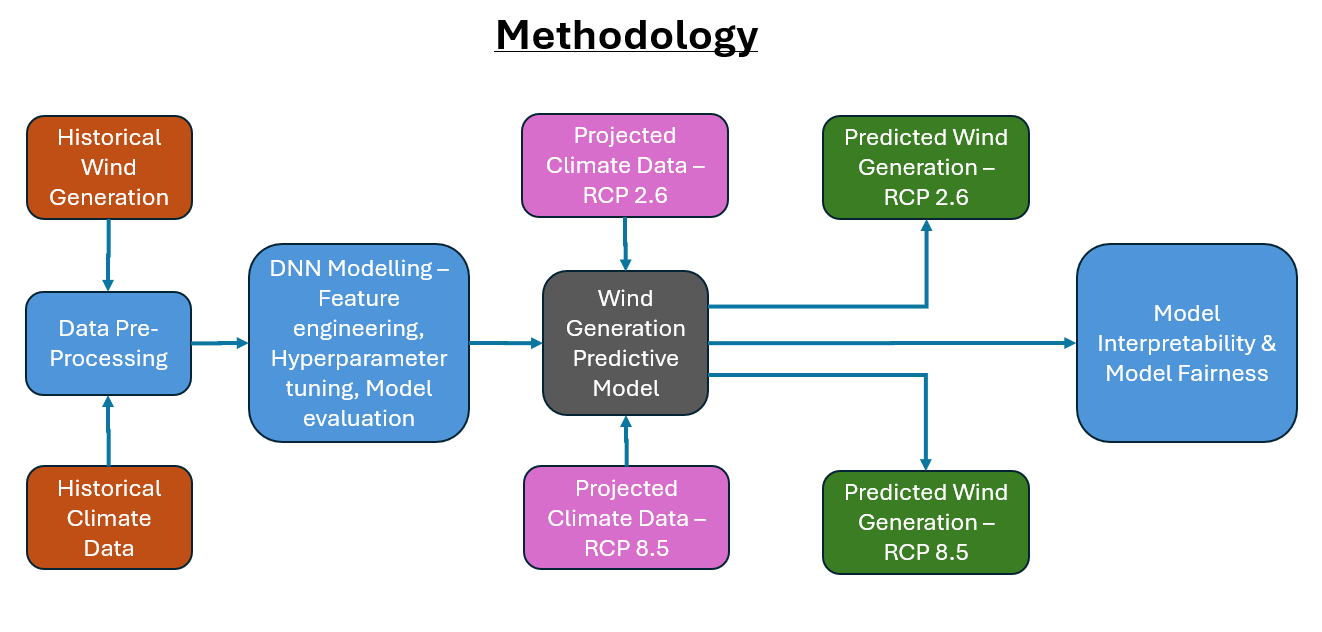 Methodology
Historical
Wind
Generation
Data Pre-
Processing
Historical
Climate
Data
DNN Modelling –
Feature
engineering,
Hyperparameter
tuning, Model
evaluation
Projected
Climate Data –
RCP 2.6
Wind
Generation
Predictive
Model
Projected
Climate Data –
RCP 8.5
Predicted Wind
Generation –
RCP 2.6
Predicted Wind
Generation –
RCP 8.5
Model
Interpretability &
Model Fairness